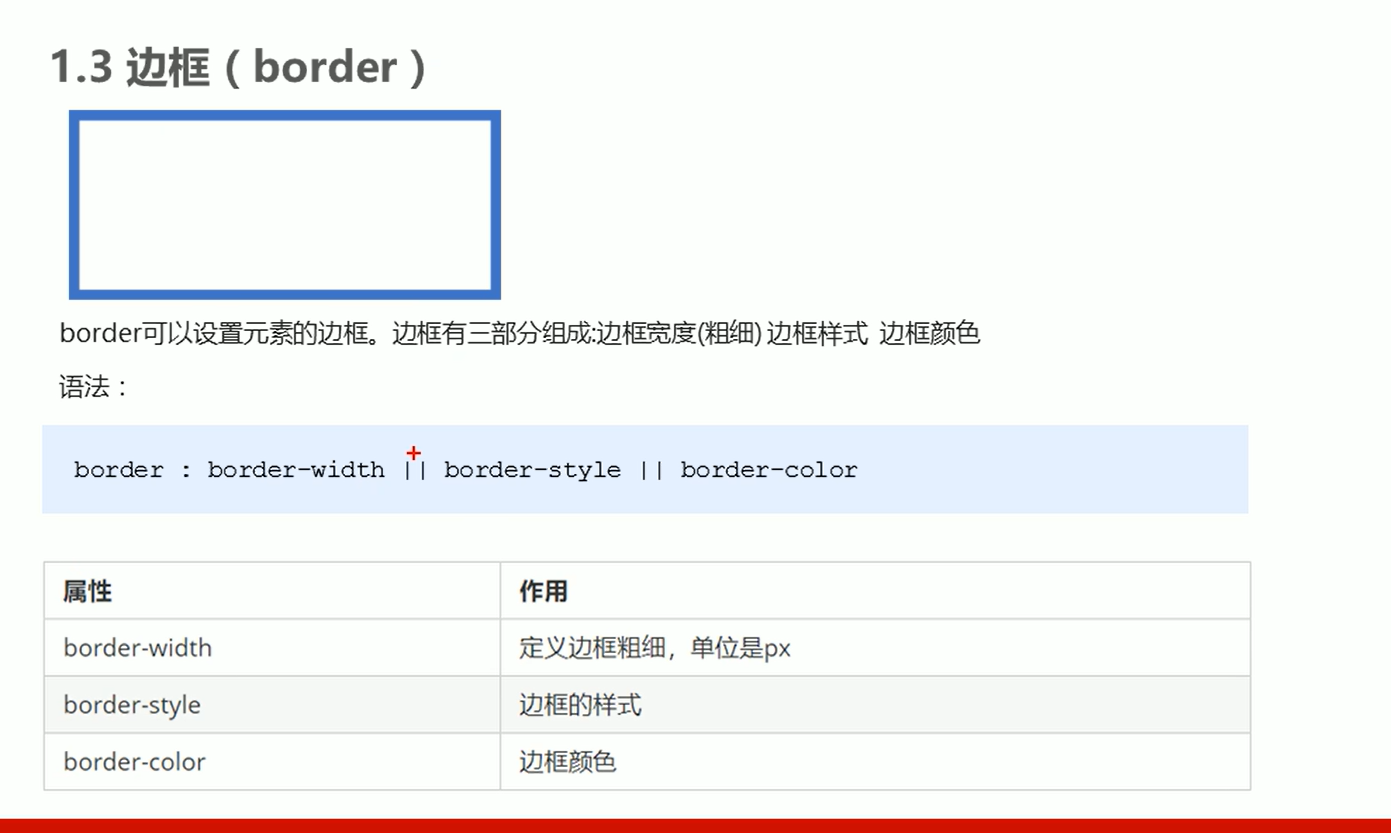 1.3 边框（border）
border可以设置元素的边框。边框有三部分组成:边框宽度(粗细) 边框样式 边框颜色
语法：
border : border-width || border-style || border-color
属性 作用
border-width 定义边框粗细，单位是px
border-style 边框的样式
border-color 边框颜色